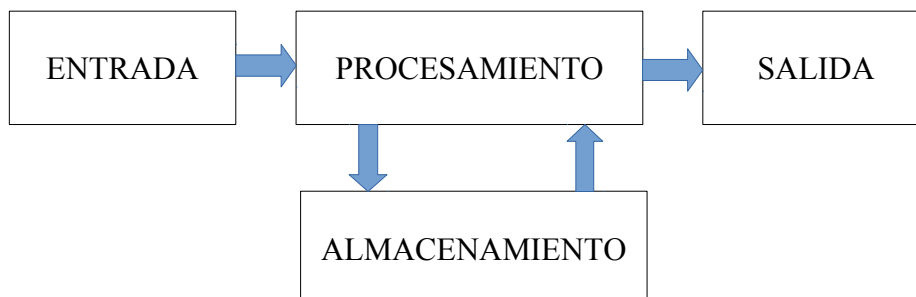 ENTRADA
PROCESAMIENTO
SALIDA
ALMACENAMIENTO